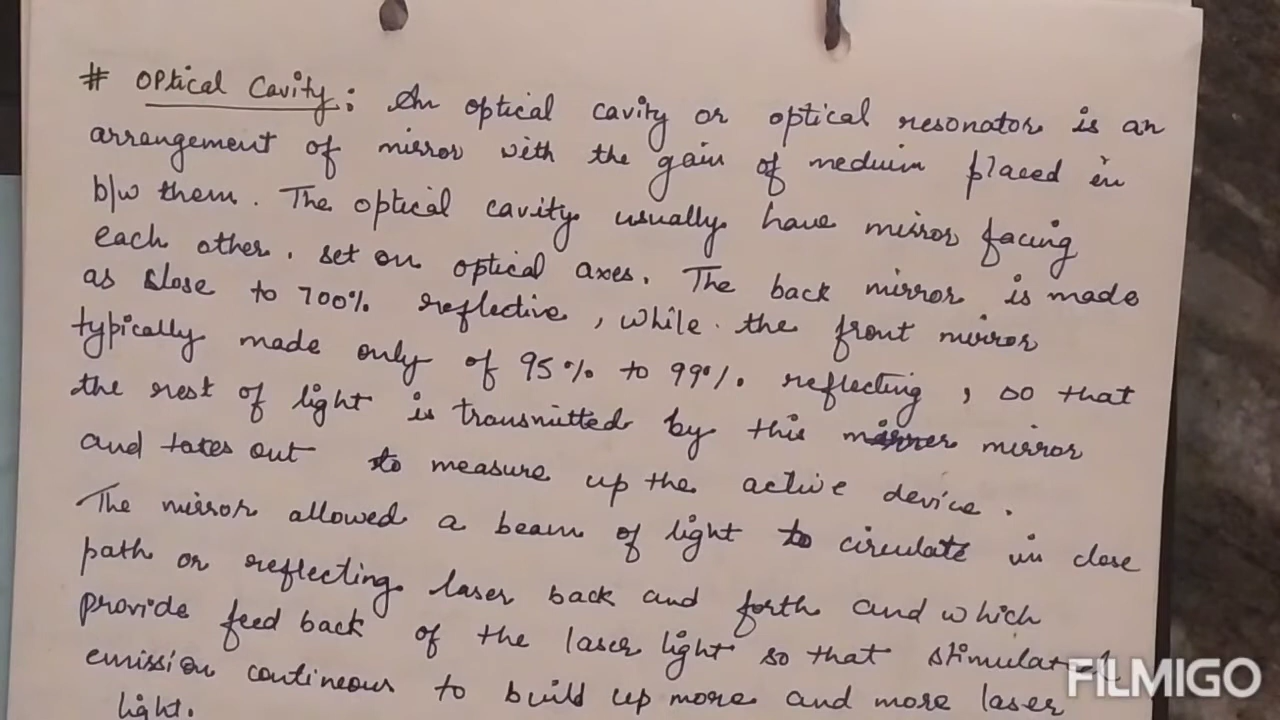 # Optical Cavity: An optical cavity or optical resonator is an
arrangement of mirror with the gain of meduim placed in
b/w them. The optical cavity usually have mirror facing
each other. set on optical axes. The back mirror is made
as close to 700% reflective, while the front mirror
typically made only of 95% to 99% reflecting, so that
the rest of light is transmitted by this mirror
and takes out to measure up the active device.
The mirror allowed a beam of light to circulate in close
path or reflecting laser back and forth and which
provide feed back of the laser light so that stimulated
emission contineous to build up more and more laser
light.
FILMIGO